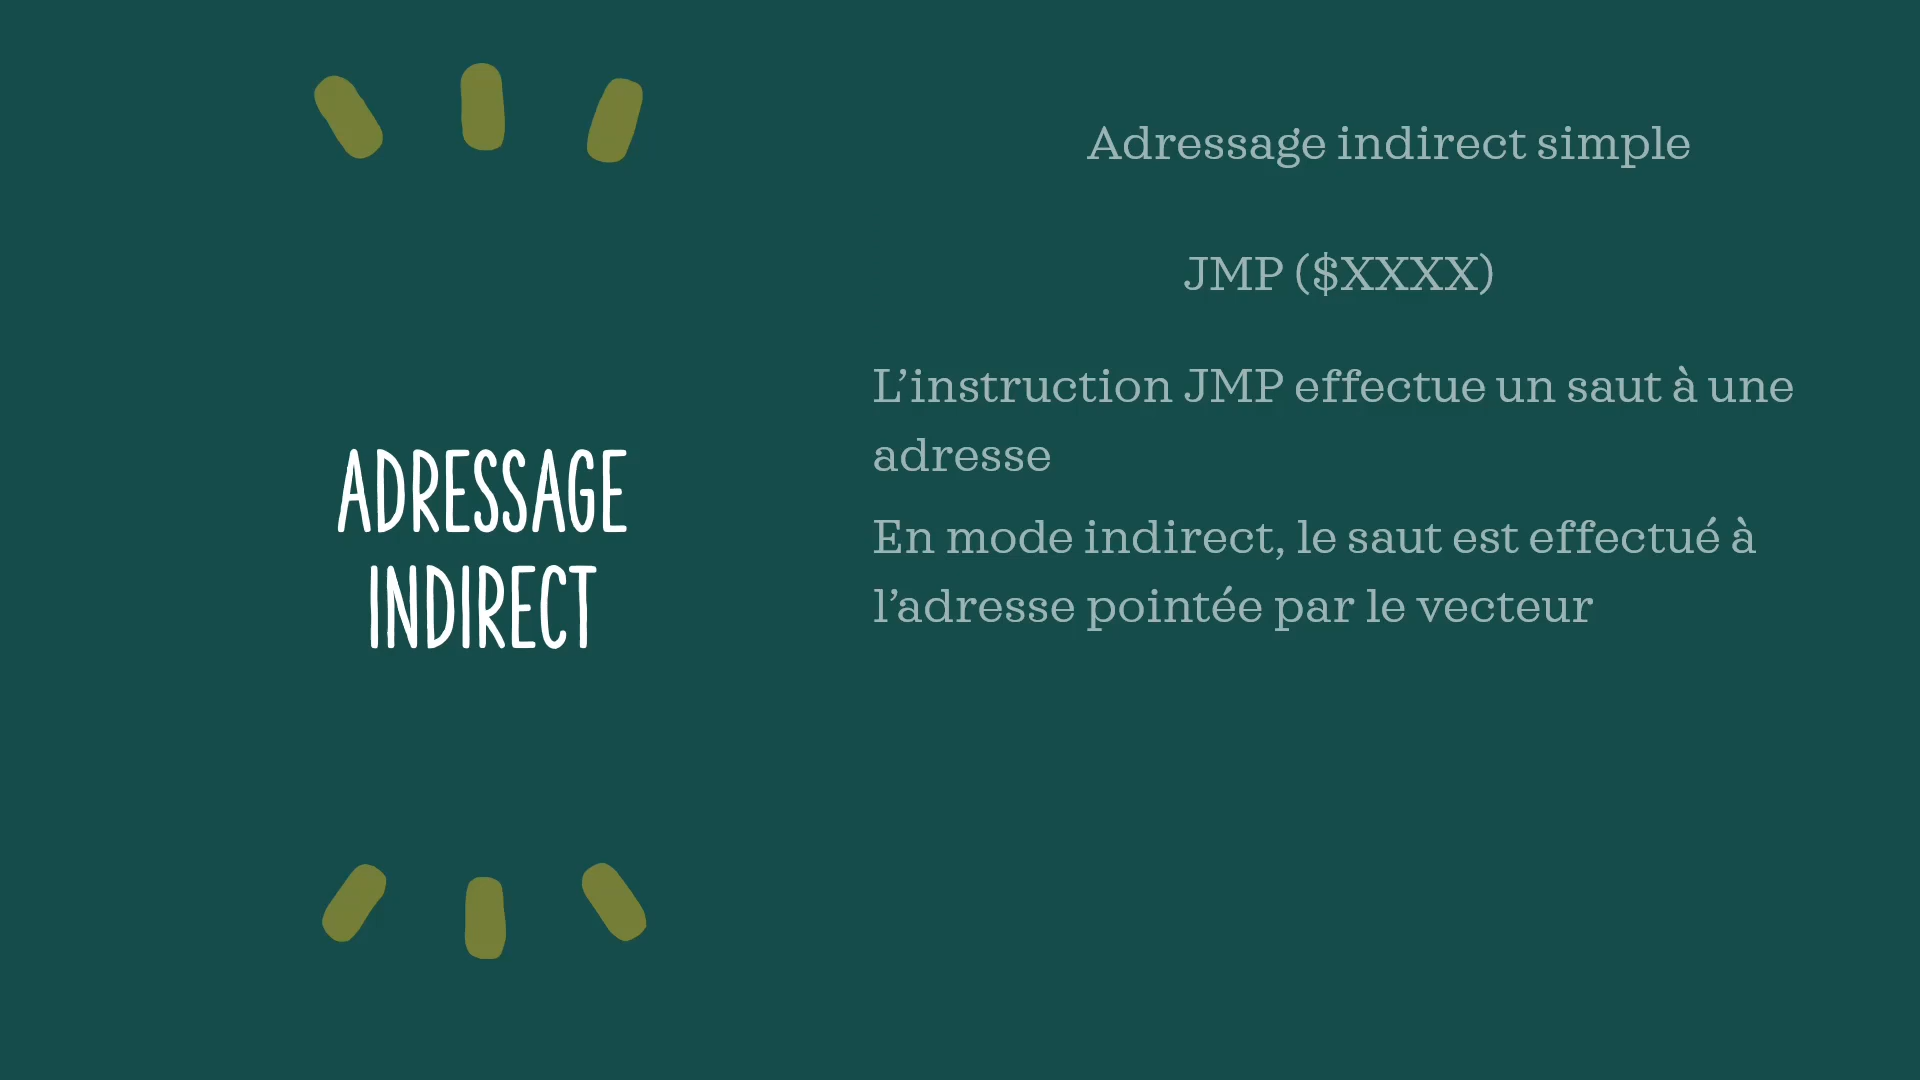 ADRESSAGE
INDIRECT
Adressage indirect simple
JMP ($XXXX)
L’instruction JMP effectue un saut à une
adresse
En mode indirect, le saut est effectué à
l’adresse pointée par le vecteur